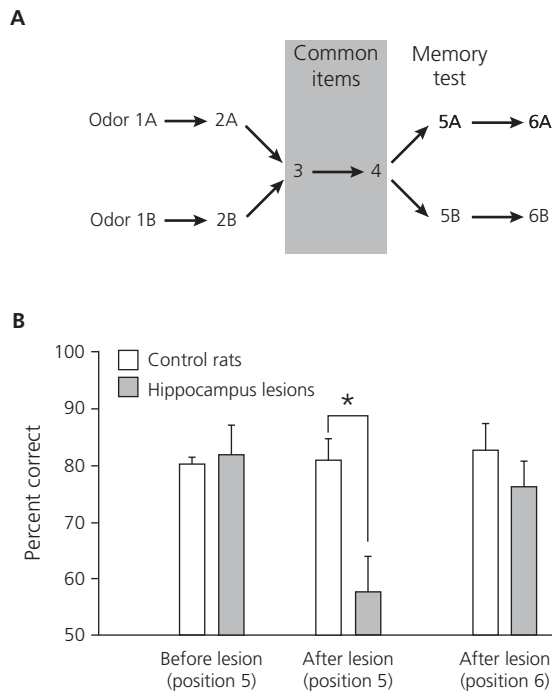 A
Common
items
Memory
test
Odor 1A
2A
5A
6A
3
4
Odor 1B
2B
5B
6B
B
100
90
80
70
60
50
Percent correct
Control rats
Hippocampus lesions
*
Before lesion
(position 5)
After lesion
(position 5)
After lesion
(position 6)